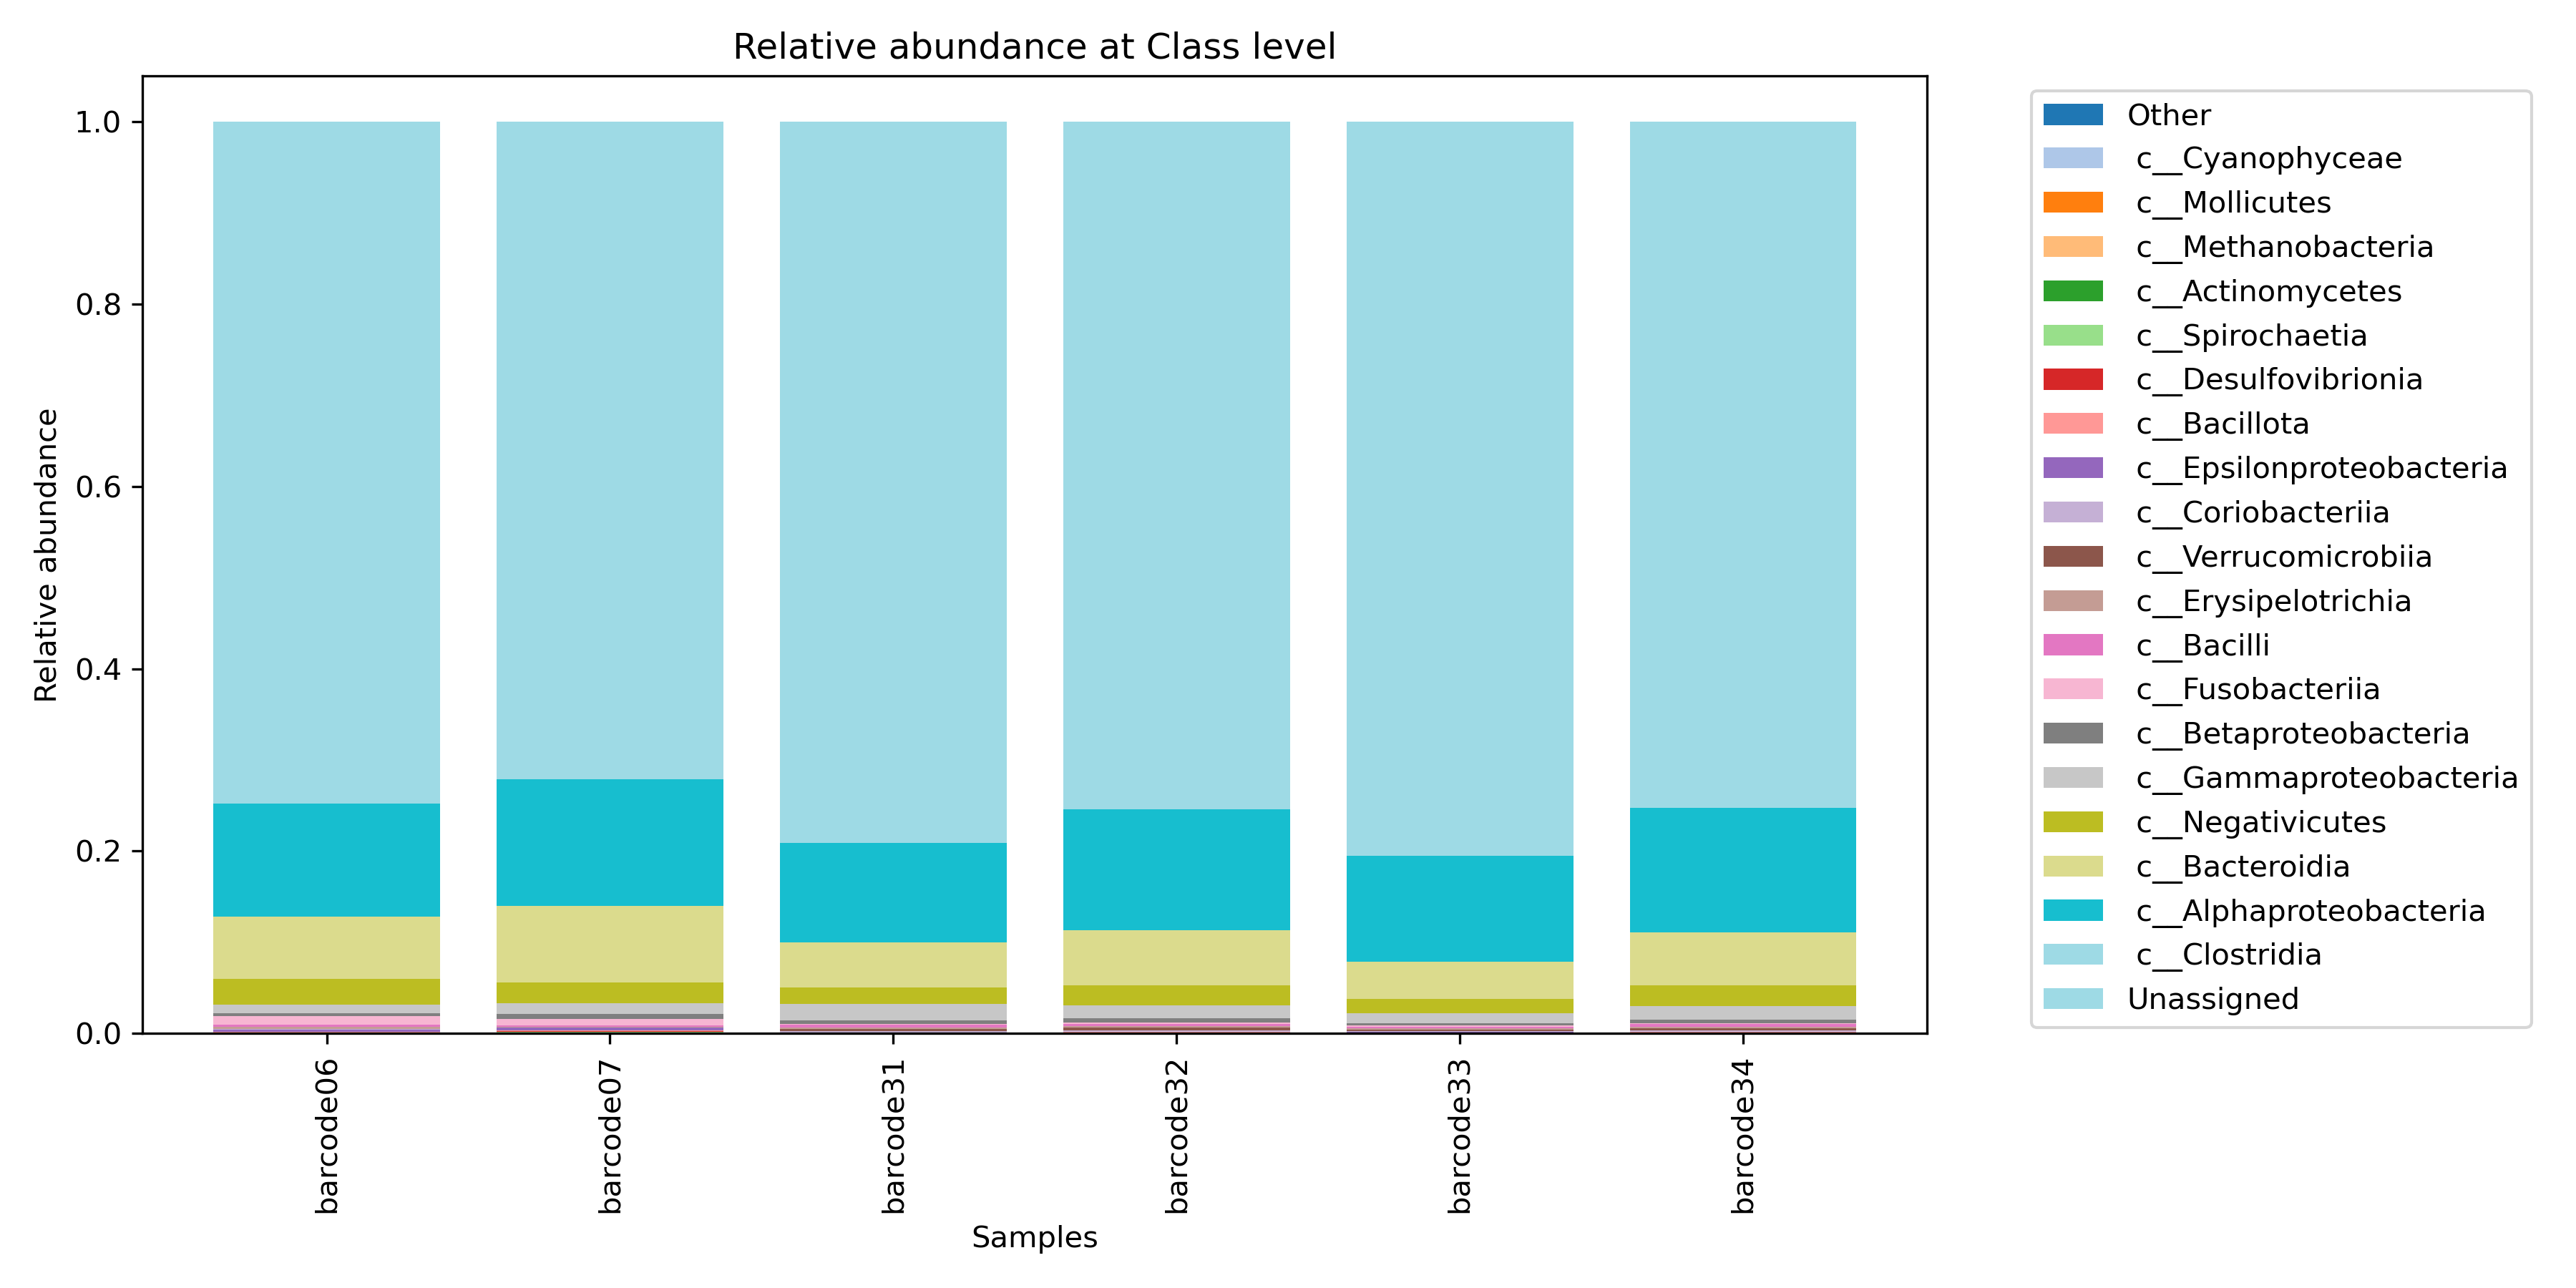 Relative abundance at Class level
Relative abundance
1.0
0.8
0.6
0.4
0.2
0.0
barcode06
barcode07
barcode31
barcode32
barcode33
barcode34
Samples
Other
c__Cyanophyceae
c__Mollicutes
c__Methanobacteria
c__Actinomycetes
c__Spirochaetia
c__Desulfovibrionia
c__Bacillota
c__Epsilonproteobacteria
c__Coriobacteriia
c__Verrucomicrobiia
c__Erysipelotrichia
c__Bacilli
c__Fusobacteriia
c__Betaproteobacteria
c__Gammaproteobacteria
c__Negativicutes
c__Bacteroidia
c__Alphaproteobacteria
c__Clostridia
Unassigned